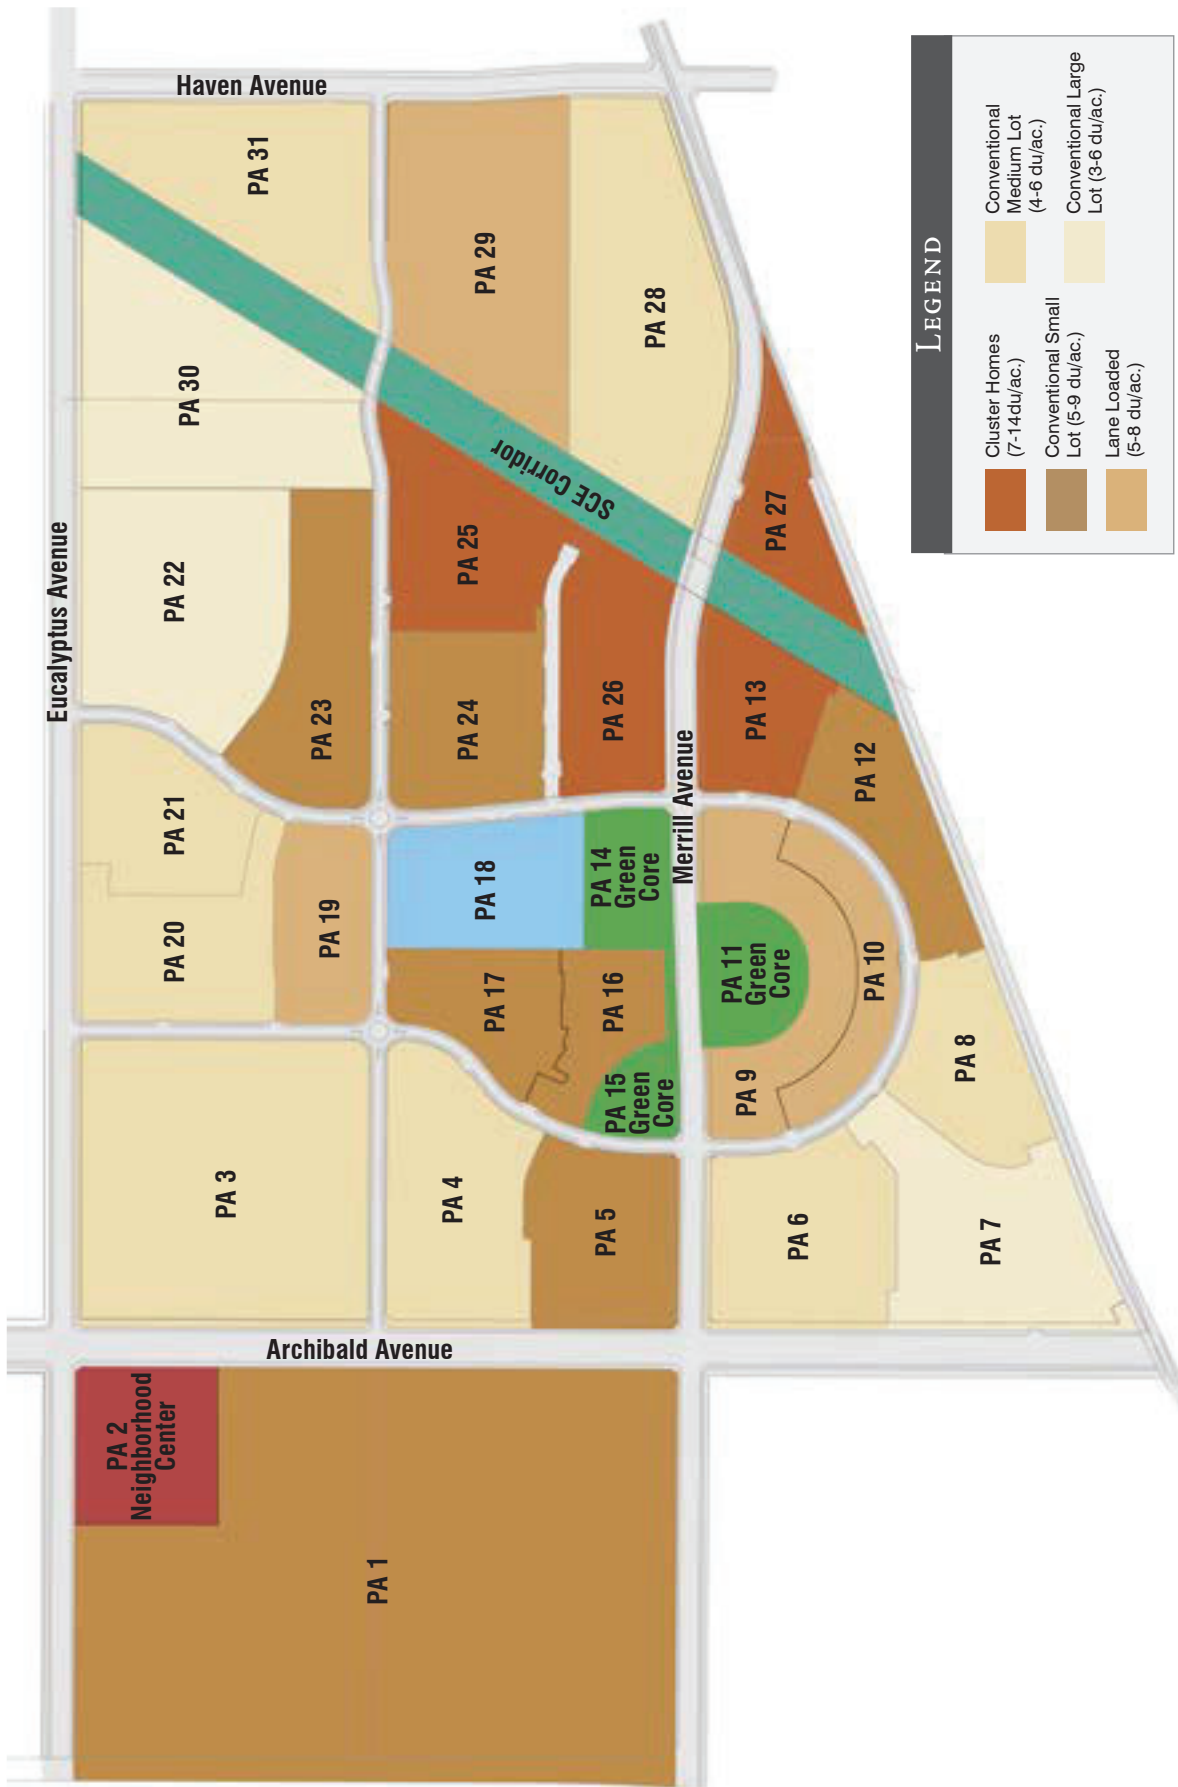 Haven Avenue
PA 31
PA 30
PA 29
PA 28
SCE Corridor
Eucalyptus Avenue
PA 22
PA 23
PA 25
PA 24
PA 26
PA 27
PA 13
PA 12
PA 21
PA 20
PA 19
PA 18
PA 14
Green
Core
Merrill Avenue
PA 17
PA 16
PA 15
Green
Core
PA 11
Green
Core
PA 10
PA 9
PA 8
PA 3
PA 4
PA 5
PA 6
PA 7
Archibald Avenue
PA 2
Neighborhood
Center
PA 1
LEGEND
Cluster Homes
(7-14du/ac.)
Conventional Small
Lot (5-9 du/ac.)
Lane Loaded
(5-8 du/ac.)
Conventional
Medium Lot
(4-6 du/ac.)
Conventional Large
Lot (3-6 du/ac.)